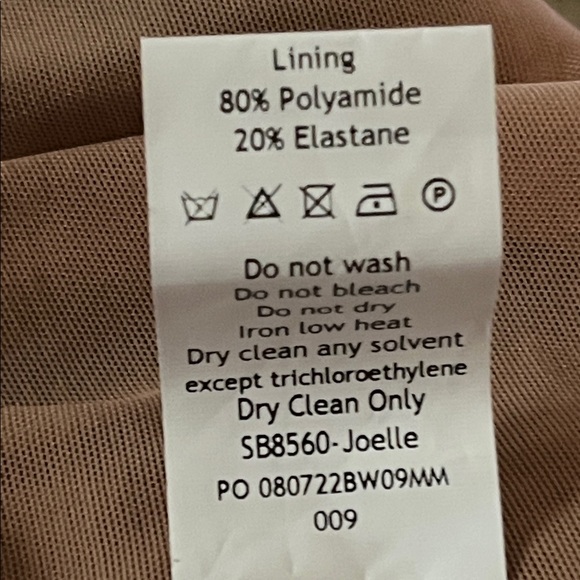 Lining
80% Polyamide
20% Elastane
P
Do not wash
Do not bleach
Do not dry
Iron low heat
Dry clean any solvent
except trichloroethylene
Dry Clean Only
SB8560-Joelle
PO 080722BW09MM
009